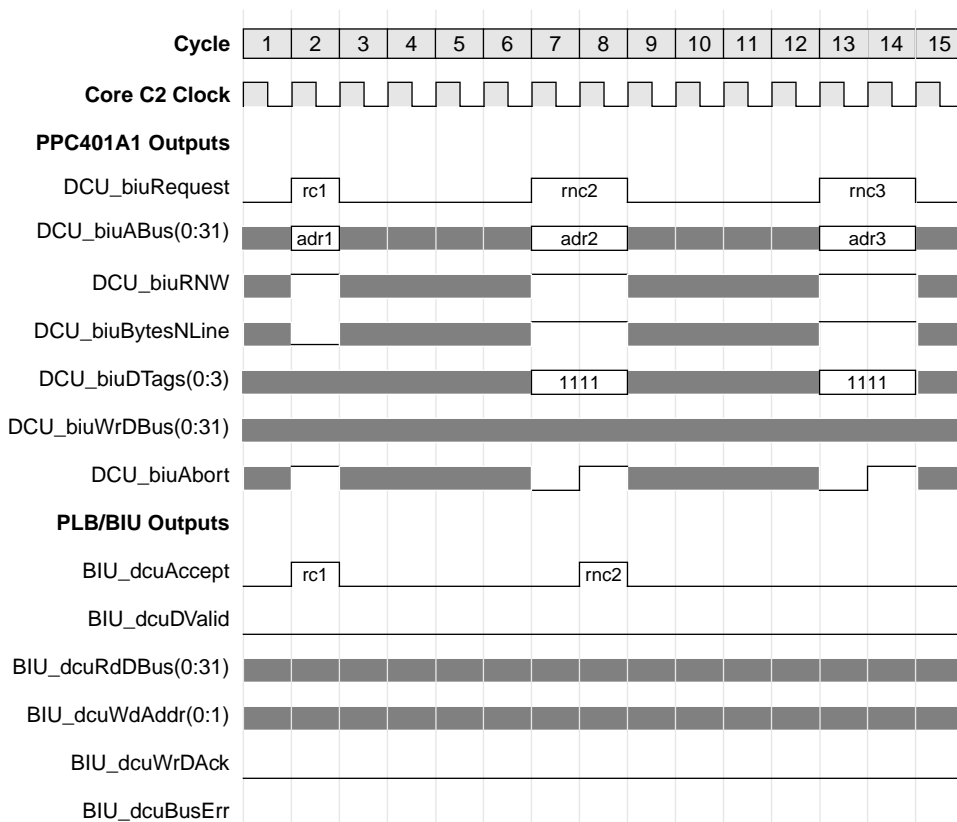 Cycle 1 2 3 4 5 6 7 8 9 10 11 12 13 14 15
Core C2 Clock
PPC401A1 Outputs
DCU_biuRequest rc1 rnc2 rnc3
DCU_biuABus(0:31) adr1 adr2 adr3
DCU_biuRNW
DCU_biuBytesNLine
DCU_biuDTags(0:3) 1111 1111
DCU_biuWrDBus(0:31)
DCU_biuAbort
PLB/BIU Outputs
BIU_dcuAccept rc1 rnc2
BIU_dcuDValid
BIU_dcuRdDBus(0:31)
BIU_dcuWdAddr(0:1)
BIU_dcuWrDAck
BIU_dcuBusErr